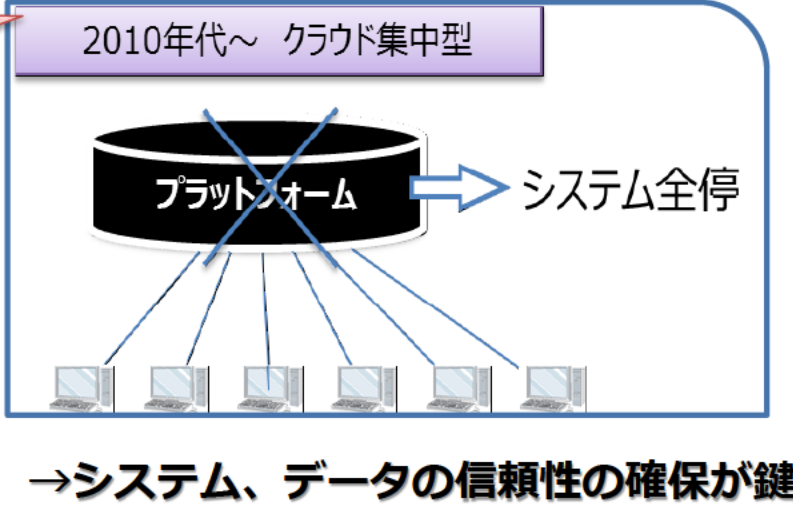 2010年代～ クラウド集中型
プラットフォーム
システム全停
→システム、データの信頼性の確保が鍵